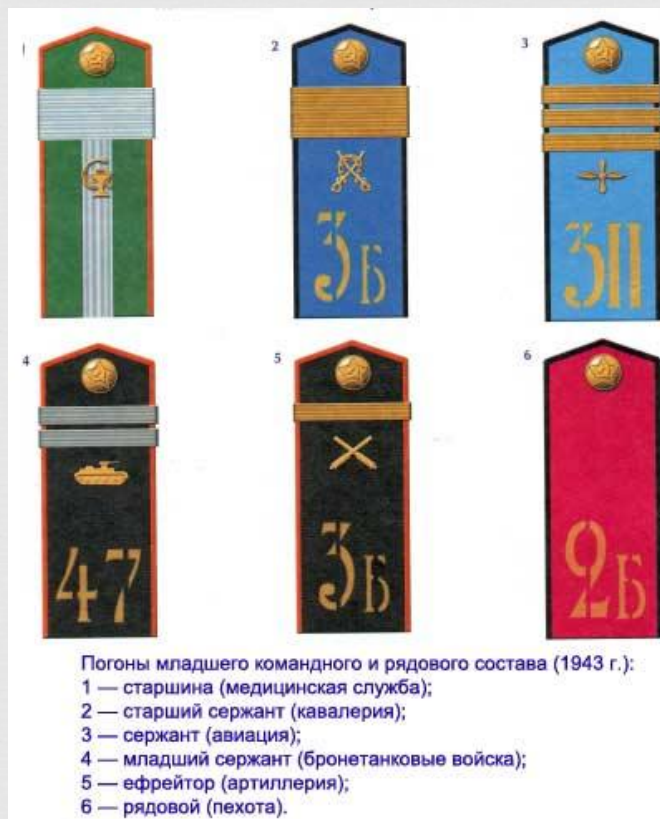 2
3
3Б
3П
4
5
6
47
3Б
2Б
Погоны младшего командного и рядового состава (1943 г.):
1 — старшина (медицинская служба);
2 — старший сержант (кавалерия);
3 — сержант (авиация);
4 — младший сержант (бронетанковые войска);
5 — ефрейтор (артиллерия);
6 — рядовой (пехота).